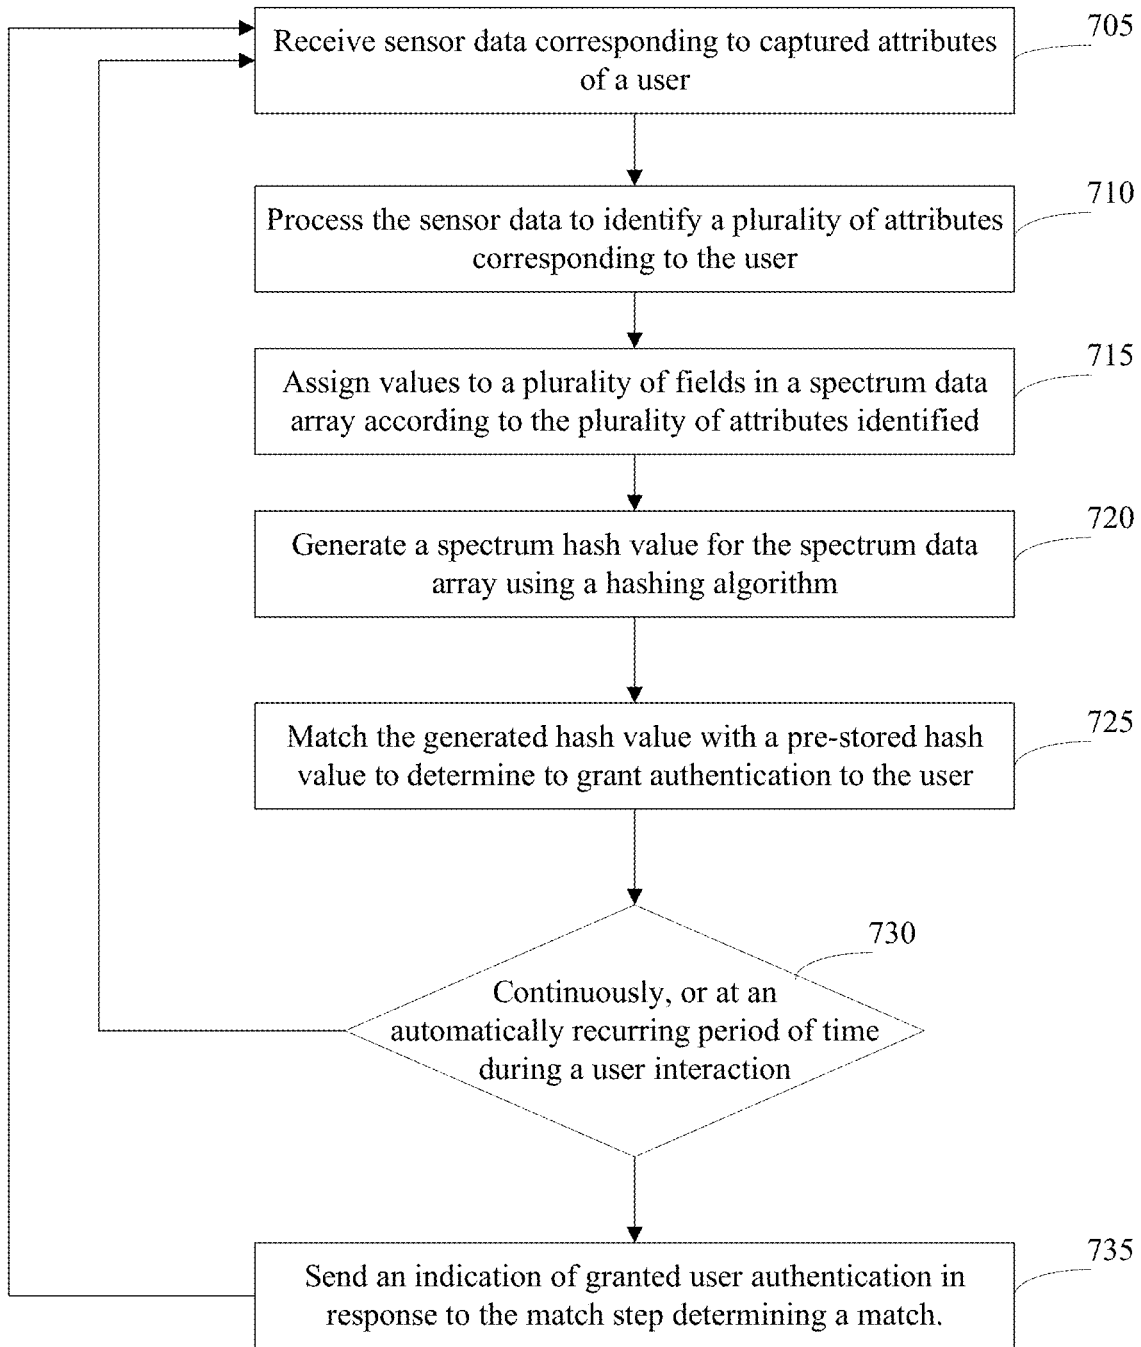 705
Receive sensor data corresponding to captured attributes
of a user
710
Process the sensor data to identify a plurality of attributes
corresponding to the user
715
Assign values to a plurality of fields in a spectrum data
array according to the plurality of attributes identified
720
Generate a spectrum hash value for the spectrum data
array using a hashing algorithm
725
Match the generated hash value with a pre-stored hash
value to determine to grant authentication to the user
730
Continuously, or at an
automatically recurring period of time
during a user interaction
735
Send an indication of granted user authentication in
response to the match step determining a match.